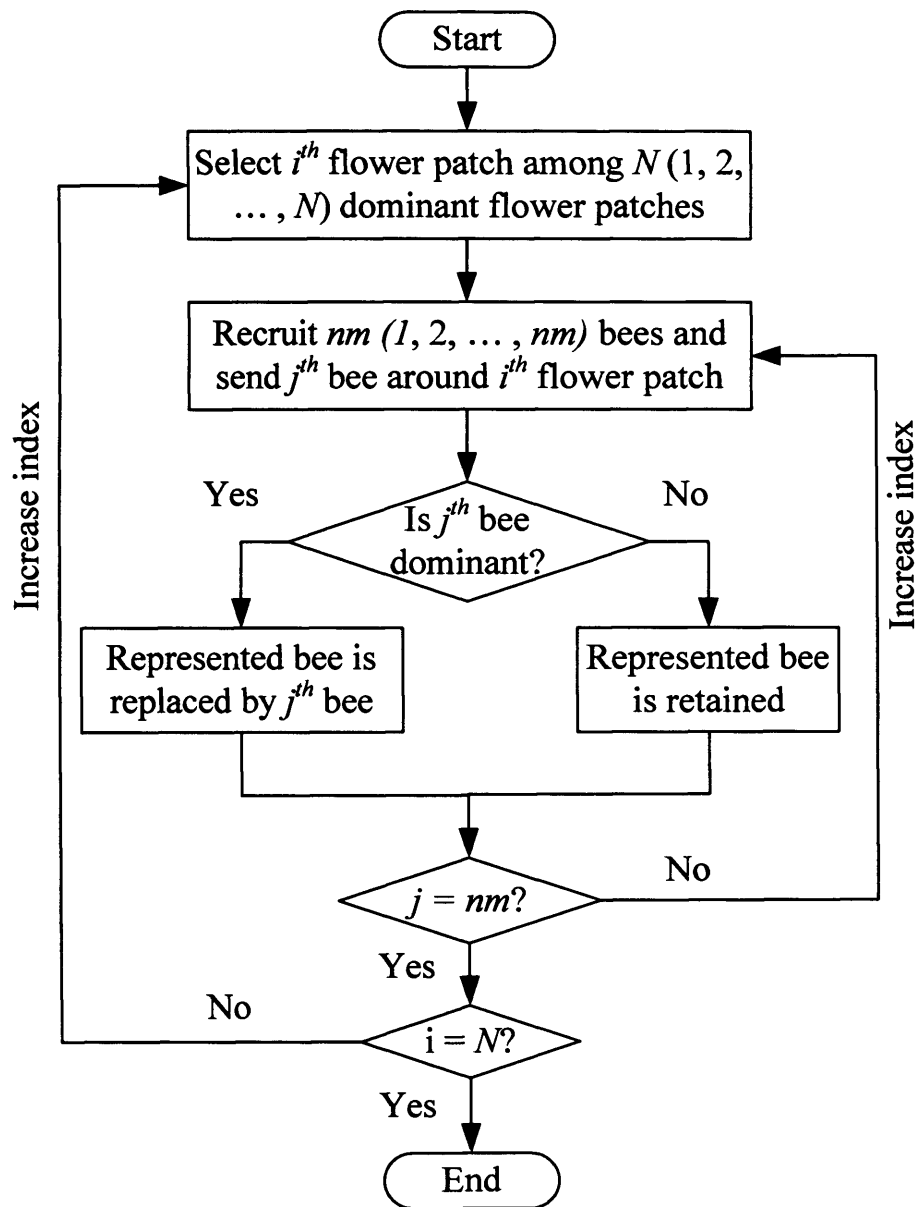 Start
Select i^th flower patch among N (1, 2,
... , N) dominant flower patches
Recruit nm (1, 2, ... , nm) bees and
send j^th bee around i^th flower patch
Increase index
Increase index
Yes
No
Is j^th bee
dominant?
Represented bee is
replaced by j^th bee
Represented bee
is retained
j = nm?
No
Yes
No
i = N?
Yes
End